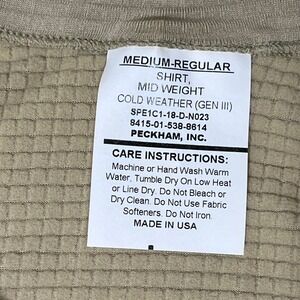 MEDIUM-REGULAR
SHIRT,
MID WEIGHT
COLD WEATHER (GEN III)
SPE1C1-18-D-N023
8415-01-538-8614
PECKHAM, INC.
CARE INSTRUCTIONS:
Machine or Hand Wash Warm
Water, Tumble Dry On Low Heat
or Line Dry. Do Not Bleach or
Dry Clean. Do Not Use Fabric
Softeners. Do Not Iron.
MADE IN USA